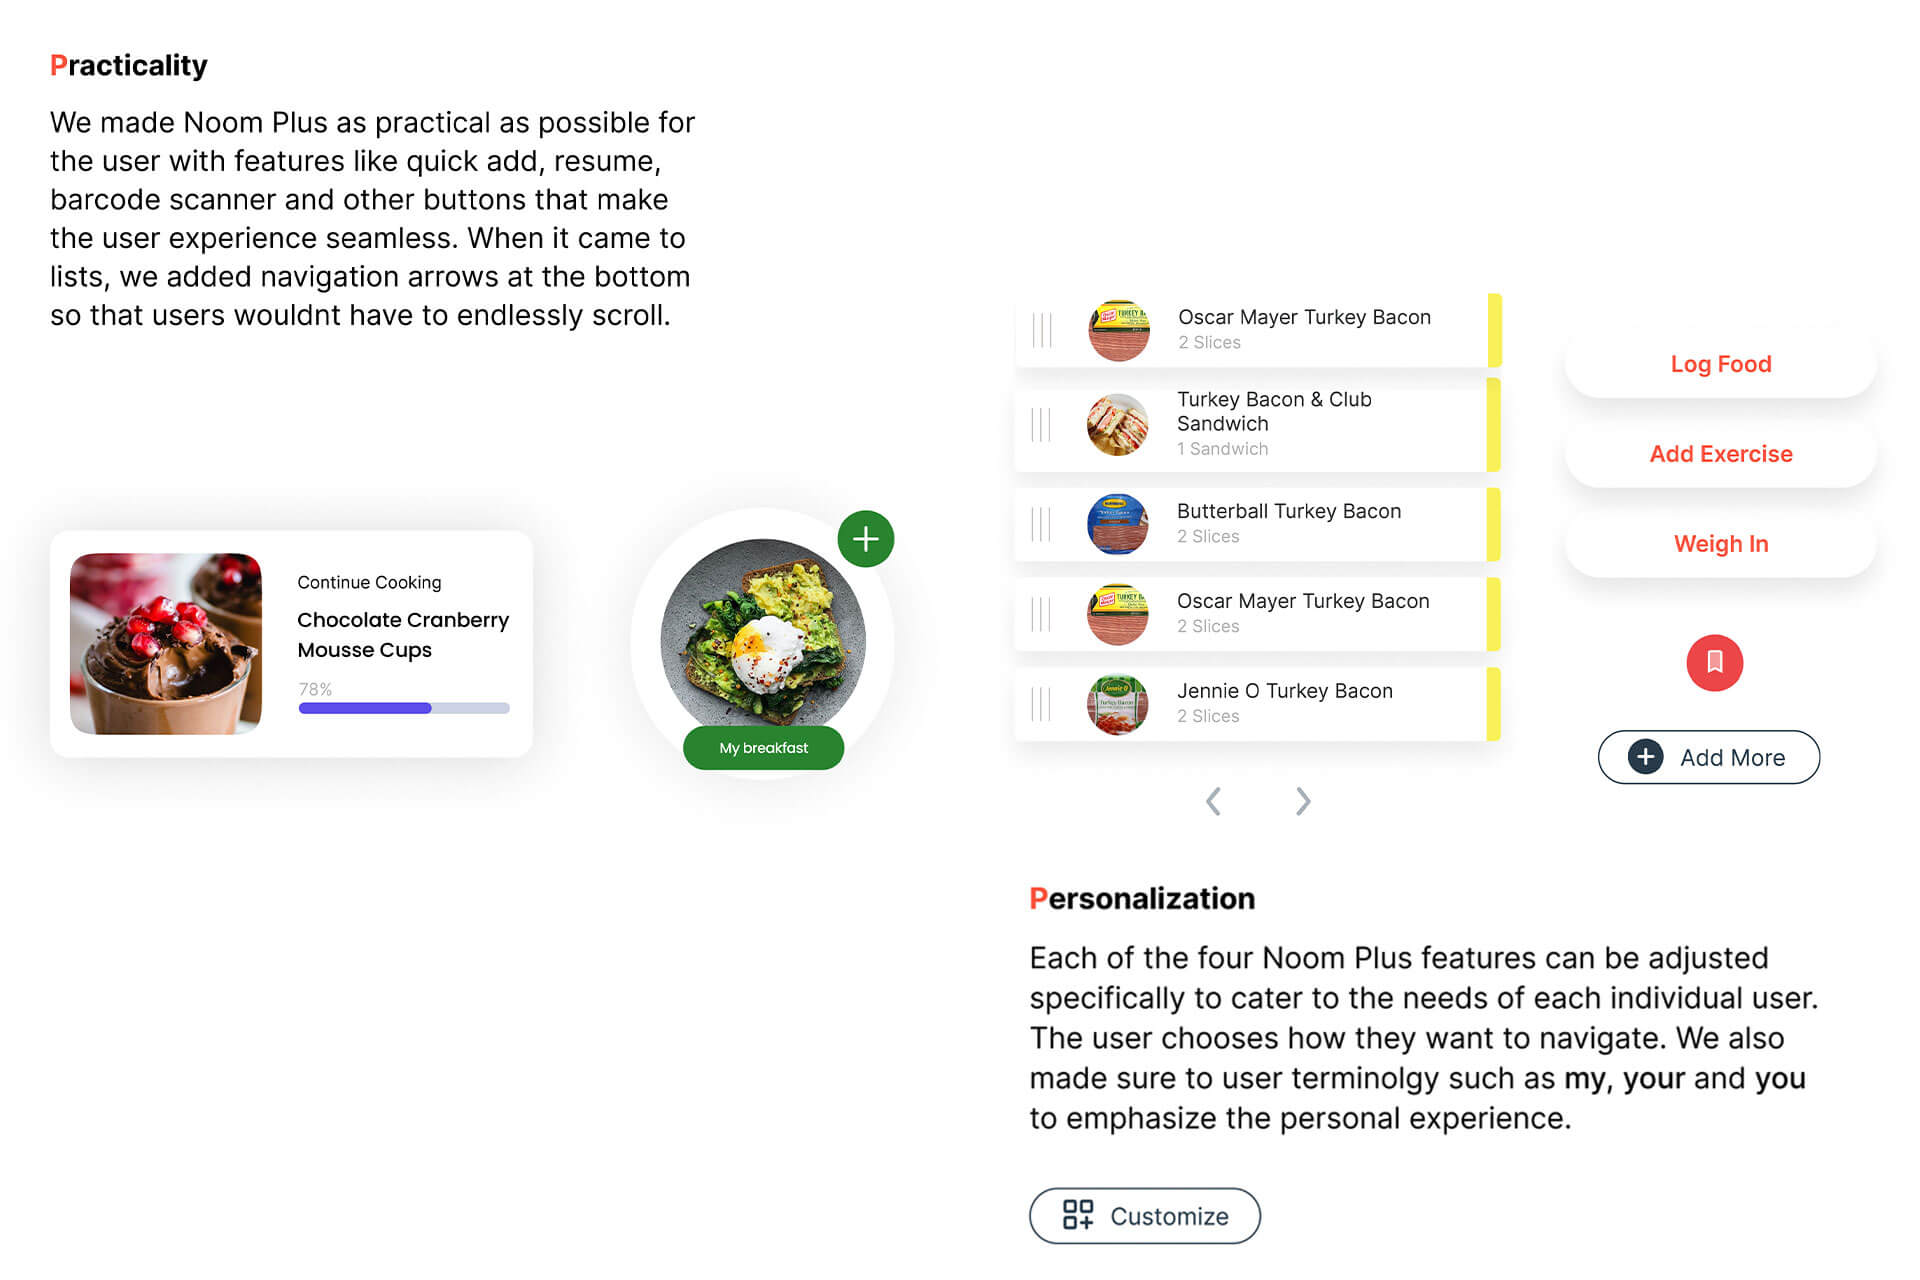 Practicality
We made Noom Plus as practical as possible for
the user with features like quick add, resume,
barcode scanner and other buttons that make
the user experience seamless. When it came to
lists, we added navigation arrows at the bottom
so that users wouldnt have to endlessly scroll.
Continue Cooking
Chocolate Cranberry
Mousse Cups
78%
My breakfast
Oscar Mayer Turkey Bacon
2 Slices
Turkey Bacon & Club
Sandwich
1 Sandwich
Butterball Turkey Bacon
2 Slices
Oscar Mayer Turkey Bacon
2 Slices
Jennie O Turkey Bacon
2 Slices
Log Food
Add Exercise
Weigh In
Add More
Personalization
Each of the four Noom Plus features can be adjusted
specifically to cater to the needs of each individual user.
The user chooses how they want to navigate. We also
made sure to user terminolgy such as my, your and you
to emphasize the personal experience.
Customize